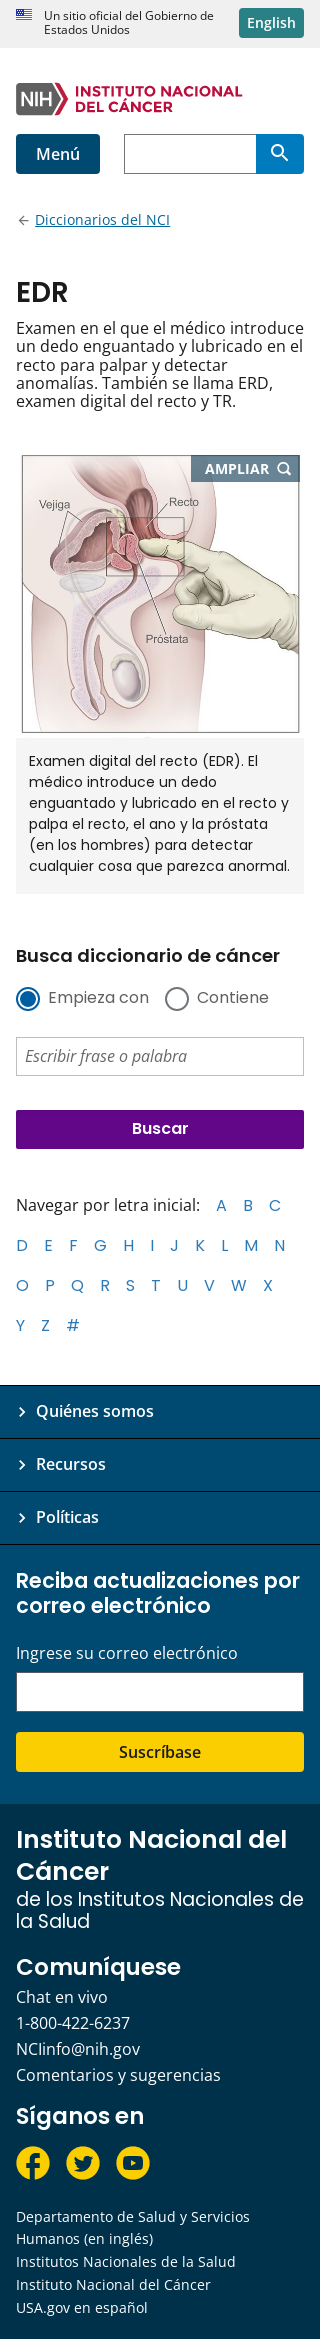 Un sitio oficial del Gobierno de
Estados Unidos
English
NIH
INSTITUTO NACIONAL
DEL CÁNCER
Menú
← Diccionarios del NCI
EDR
Examen en el que el médico introduce
un dedo enguantado y lubricado en el
recto para palpar y detectar
anomalías. También se llama ERD,
examen digital del recto y TR.
AMPLIAR
Vejiga
Recto
Próstata
Examen digital del recto (EDR). El
médico introduce un dedo
enguantado y lubricado en el recto y
palpa el recto, el ano y la próstata
(en los hombres) para detectar
cualquier cosa que parezca anormal.
Busca diccionario de cáncer
Empieza con
Contiene
Escribir frase o palabra
Buscar
Navegar por letra inicial: A B C
D E F G H I J K L M N
O P Q R S T U V W X
Y Z #
Quiénes somos
Recursos
Políticas
Reciba actualizaciones por
correo electrónico
Ingrese su correo electrónico
Suscríbase
Instituto Nacional del
Cáncer
de los Institutos Nacionales de
la Salud
Comuníquese
Chat en vivo
1-800-422-6237
NCIinfo@nih.gov
Comentarios y sugerencias
Síganos en
Departamento de Salud y Servicios
Humanos (en inglés)
Institutos Nacionales de la Salud
Instituto Nacional del Cáncer
USA.gov en español